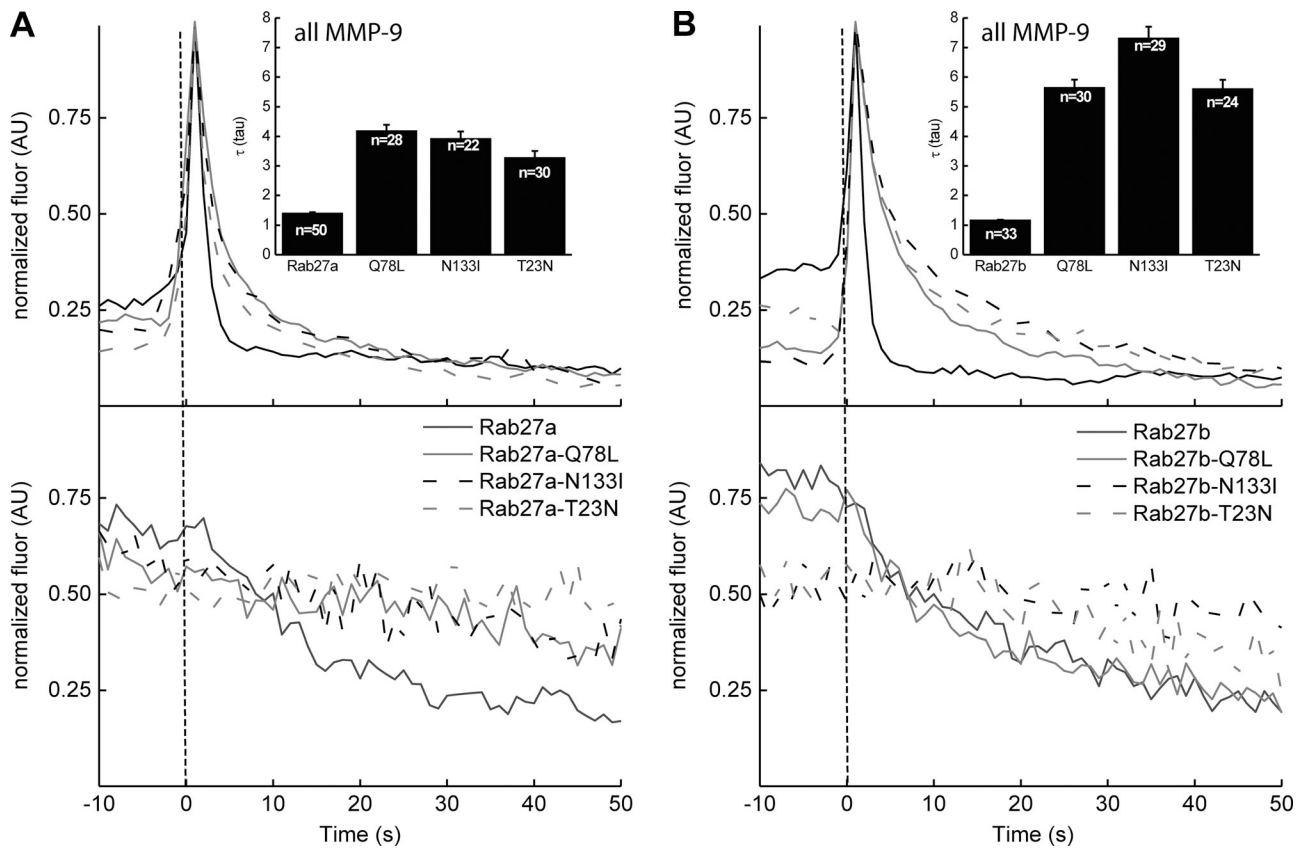 A
all MMP-9
8
7
6
5
4
3
2
1
0
τ (tau)
n=50
n=28
n=22
n=30
Rab27a Q78L N133I T23N
normalized fluor (AU)
0.75
0.50
0.25
Rab27a
Rab27a-Q78L
Rab27a-N133I
Rab27a-T23N
normalized fluor (AU)
0.75
0.50
0.25
-10 0 10 20 30 40 50
Time (s)
B
all MMP-9
8
7
6
5
4
3
2
1
0
τ (tau)
n=33
n=30
n=29
n=24
Rab27b Q78L N133I T23N
normalized fluor (AU)
0.75
0.50
0.25
Rab27b
Rab27b-Q78L
Rab27b-N133I
Rab27b-T23N
normalized fluor (AU)
0.75
0.50
0.25
-10 0 10 20 30 40 50
Time (s)